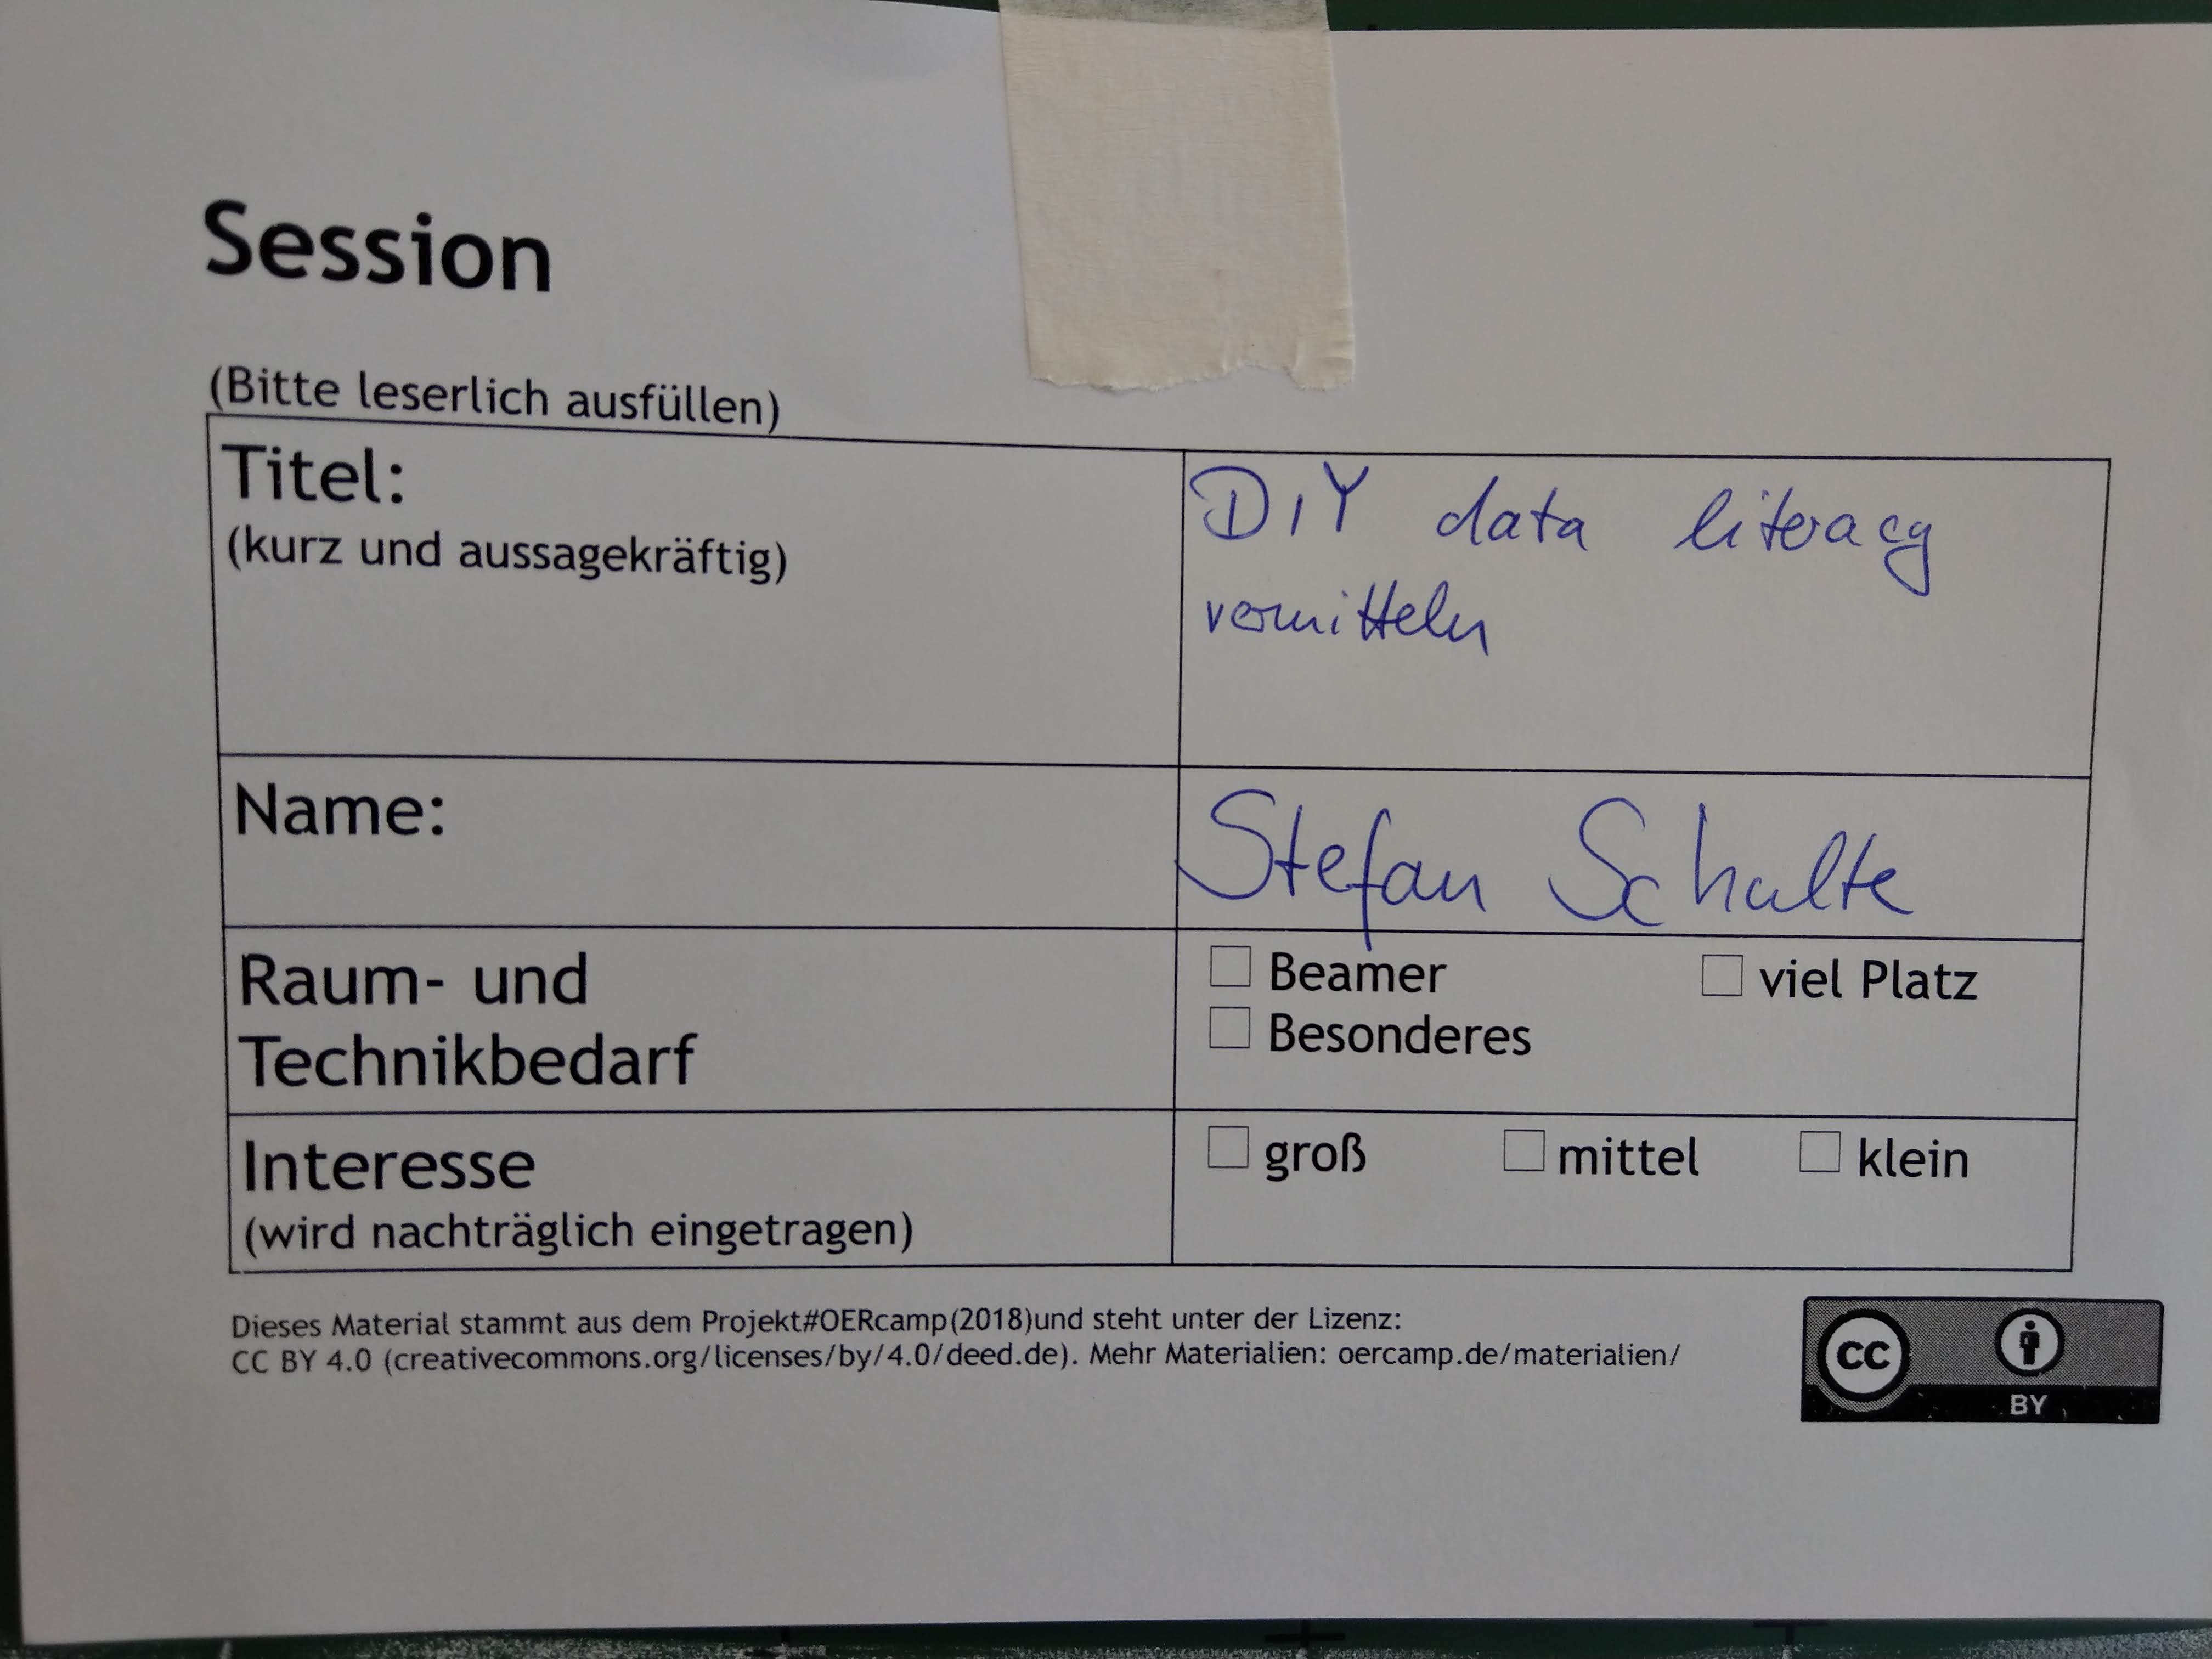 Session
(Bitte leserlich ausfüllen)
Titel:
(kurz und aussagekräftig)
DIY data literacy
vermitteln
Name:
Stefan Schulte
Raum- und
Technikbedarf
☐ Beamer ☐ viel Platz
☐ Besonderes
Interesse
(wird nachträglich eingetragen)
☐ groß ☐ mittel ☐ klein
Dieses Material stammt aus dem Projekt#OERcamp(2018)und steht unter der Lizenz:
CC BY 4.0 (creativecommons.org/licenses/by/4.0/deed.de). Mehr Materialien: oercamp.de/materialien/
CC
BY